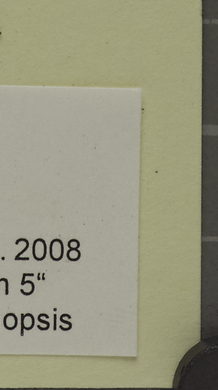 . 2008
n 5“
opsis